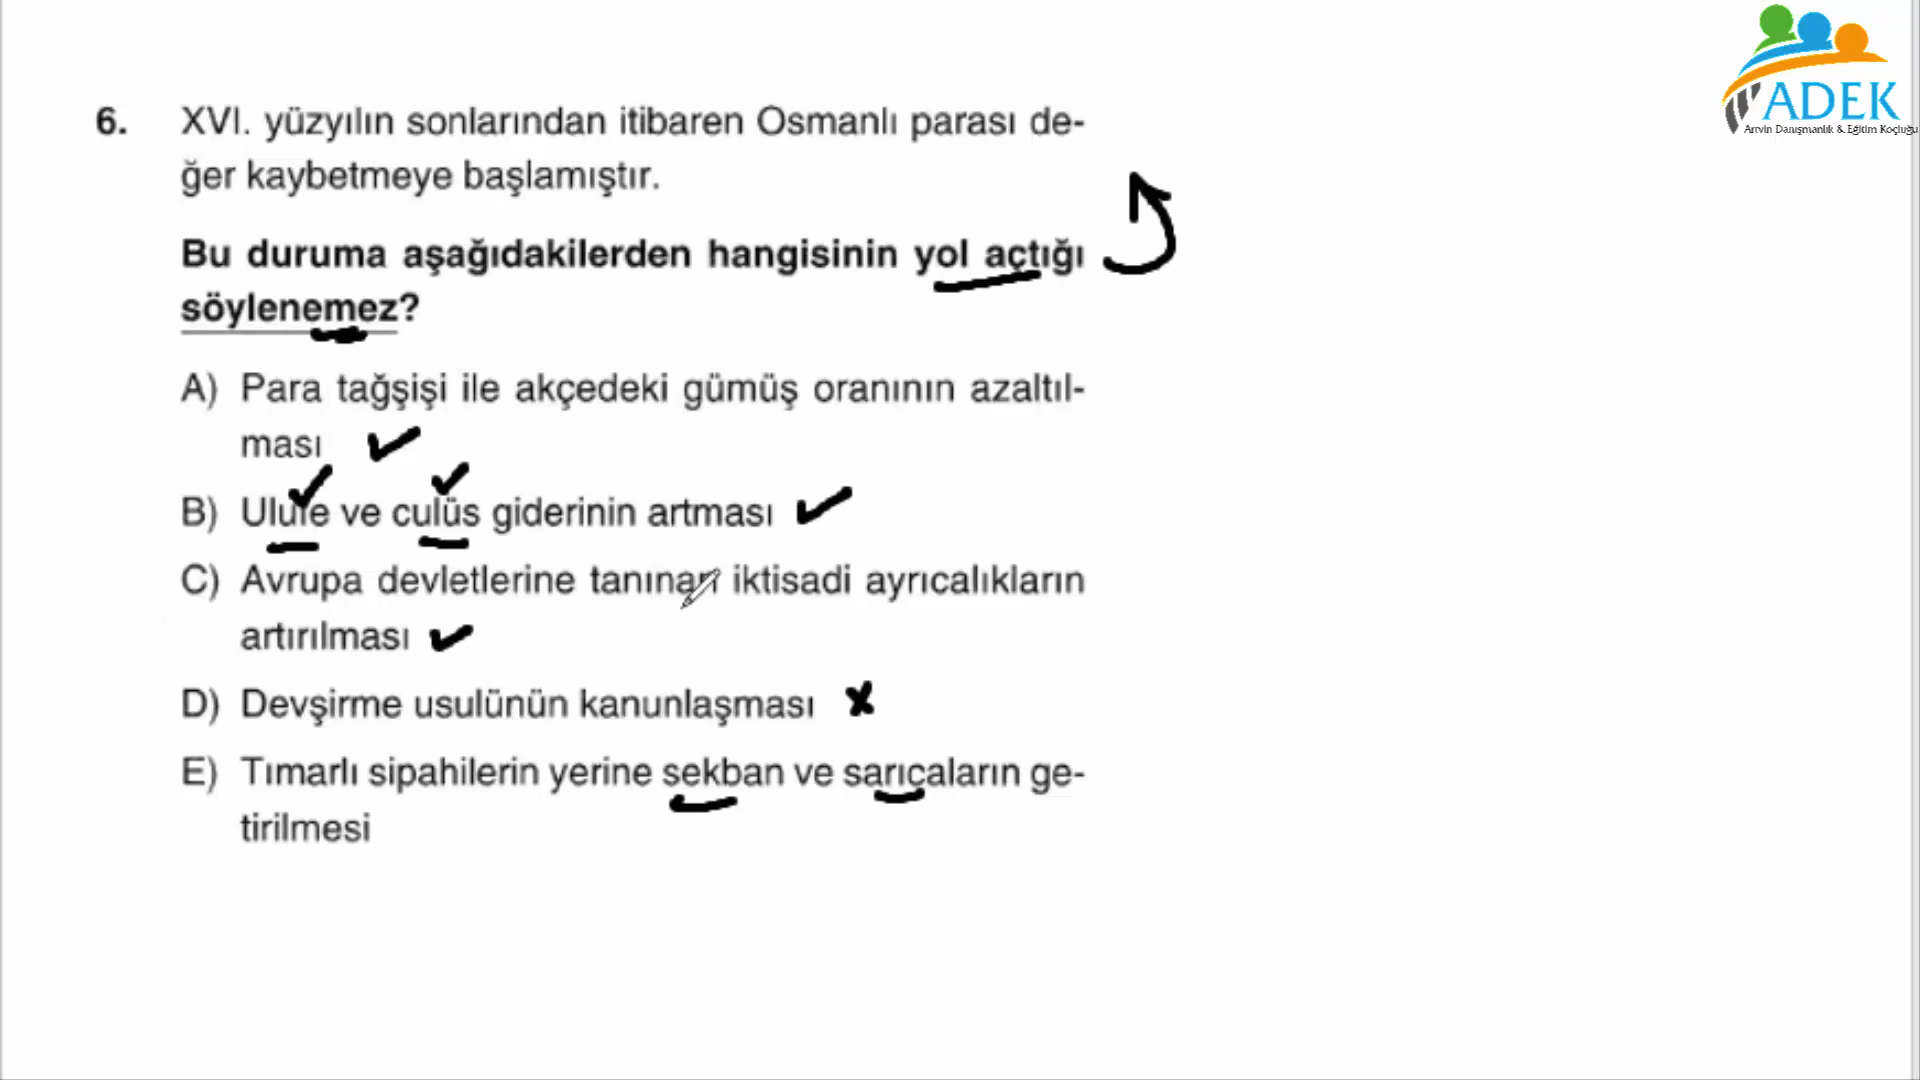 ADEK
Artvin Danışmanlık & Eğitim Koçluğu
6. XVI. yüzyılın sonlarından itibaren Osmanlı parası de-
ğer kaybetmeye başlamıştır.
Bu duruma aşağıdakilerden hangisinin yol açtığı
söylenemez?
A) Para tağşişi ile akçedeki gümüş oranının azaltıl-
ması
B) Ulufe ve culüs giderinin artması
C) Avrupa devletlerine tanınan iktisadi ayrıcalıkların
artırılması
D) Devşirme usulünün kanunlaşması
E) Tımarlı sipahilerin yerine sekban ve sarıcaların ge-
tirilmesi